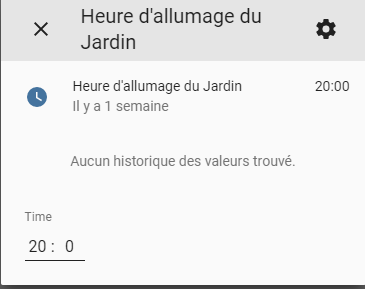 Heure d'allumage du
Jardin
Heure d'allumage du Jardin 20:00
Il y a 1 semaine
Aucun historique des valeurs trouvé.
Time
20 : 0